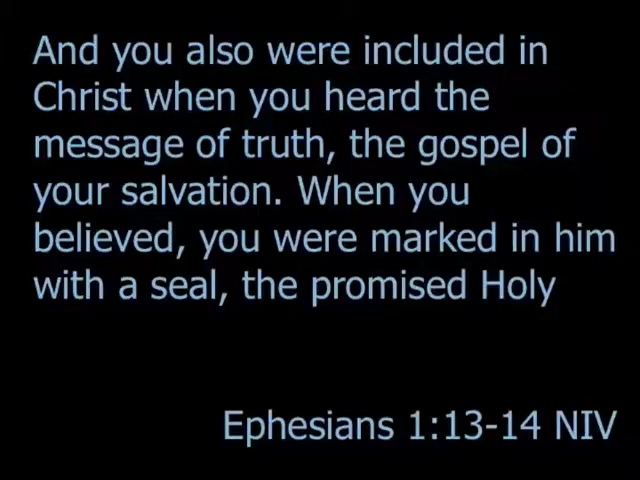 And you also were included in
Christ when you heard the
message of truth, the gospel of
your salvation. When you
believed, you were marked in him
with a seal, the promised Holy
Ephesians 1:13-14 NIV